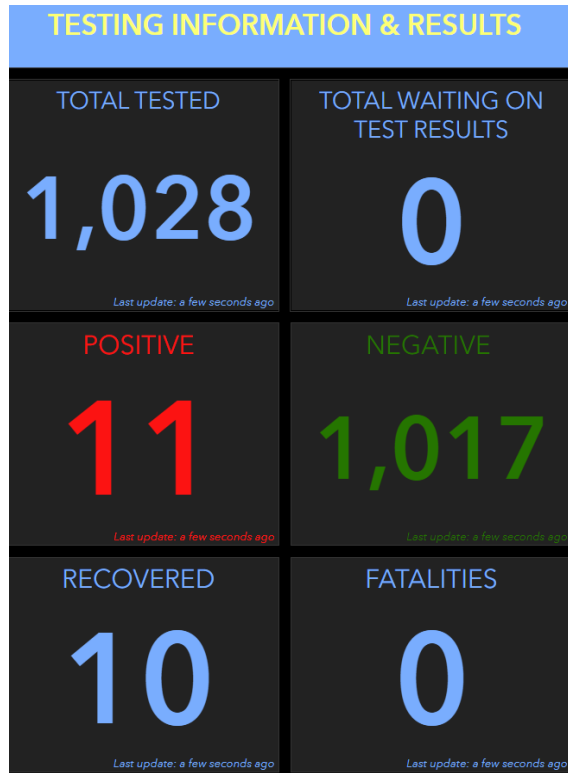 TESTING INFORMATION & RESULTS
TOTAL TESTED
1,028
Last update: a few seconds ago
TOTAL WAITING ON
TEST RESULTS
0
Last update: a few seconds ago
POSITIVE
11
Last update: a few seconds ago
NEGATIVE
1,017
Last update: a few seconds ago
RECOVERED
10
Last update: a few seconds ago
FATALITIES
0
Last update: a few seconds ago